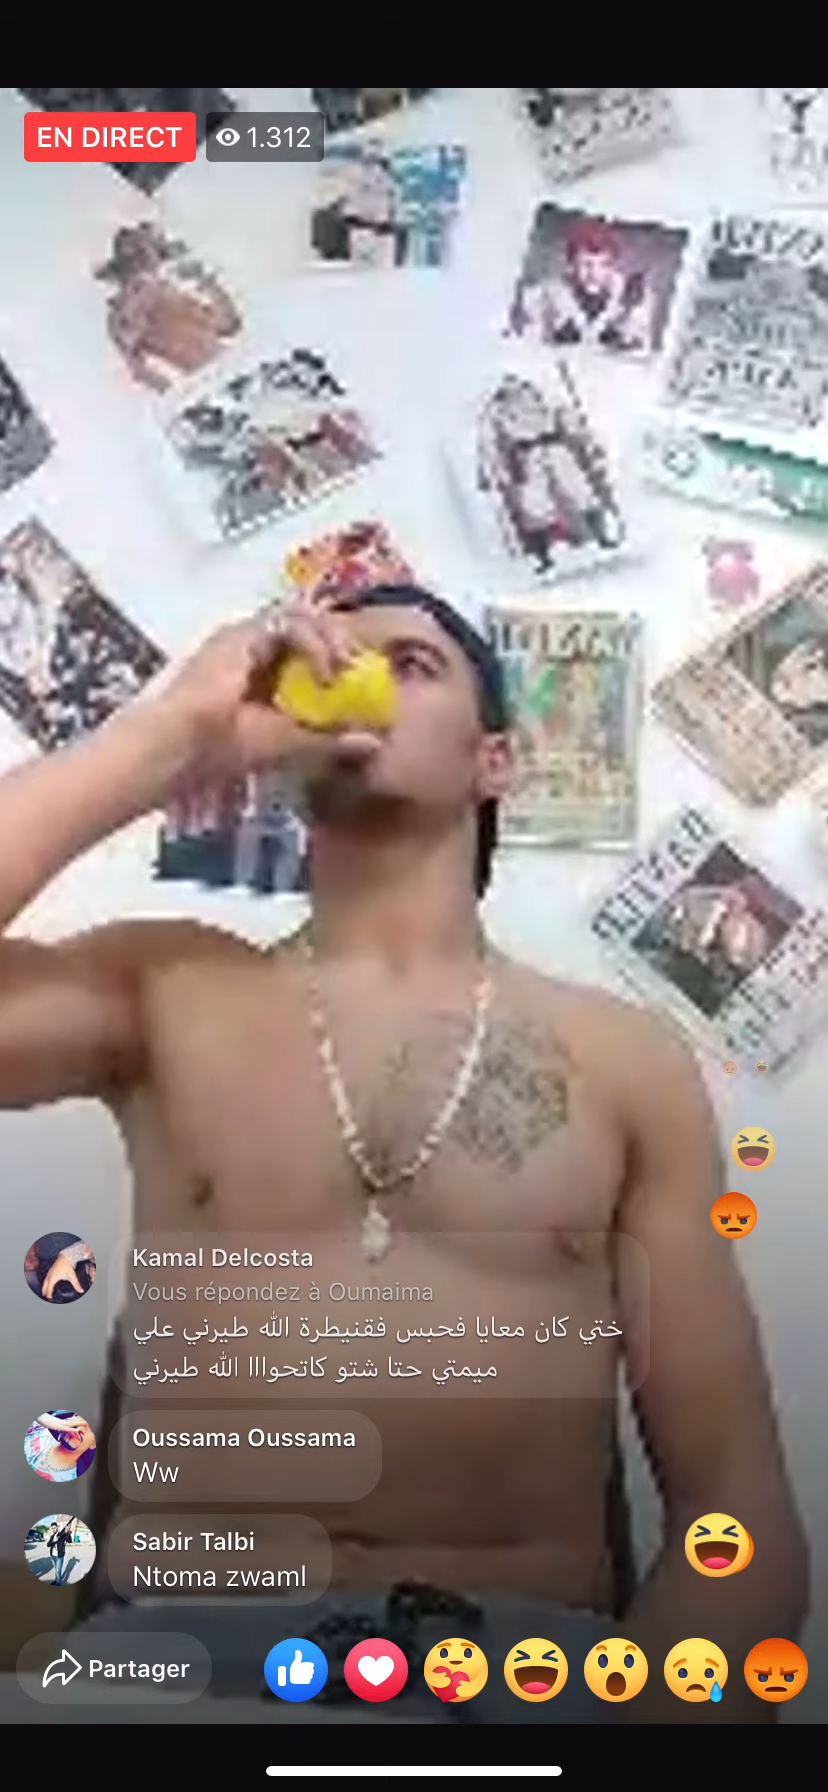 EN DIRECT
1.312
Kamal Delcosta
Vous répondez à Oumaima
ختي كان معايا فحبس فقنيطرة الله طيرني علي
ميمتي حتا شتو كاتحوااا الله طيرني
Oussama Oussama
Ww
Sabir Talbi
Ntoma zwaml
Partager